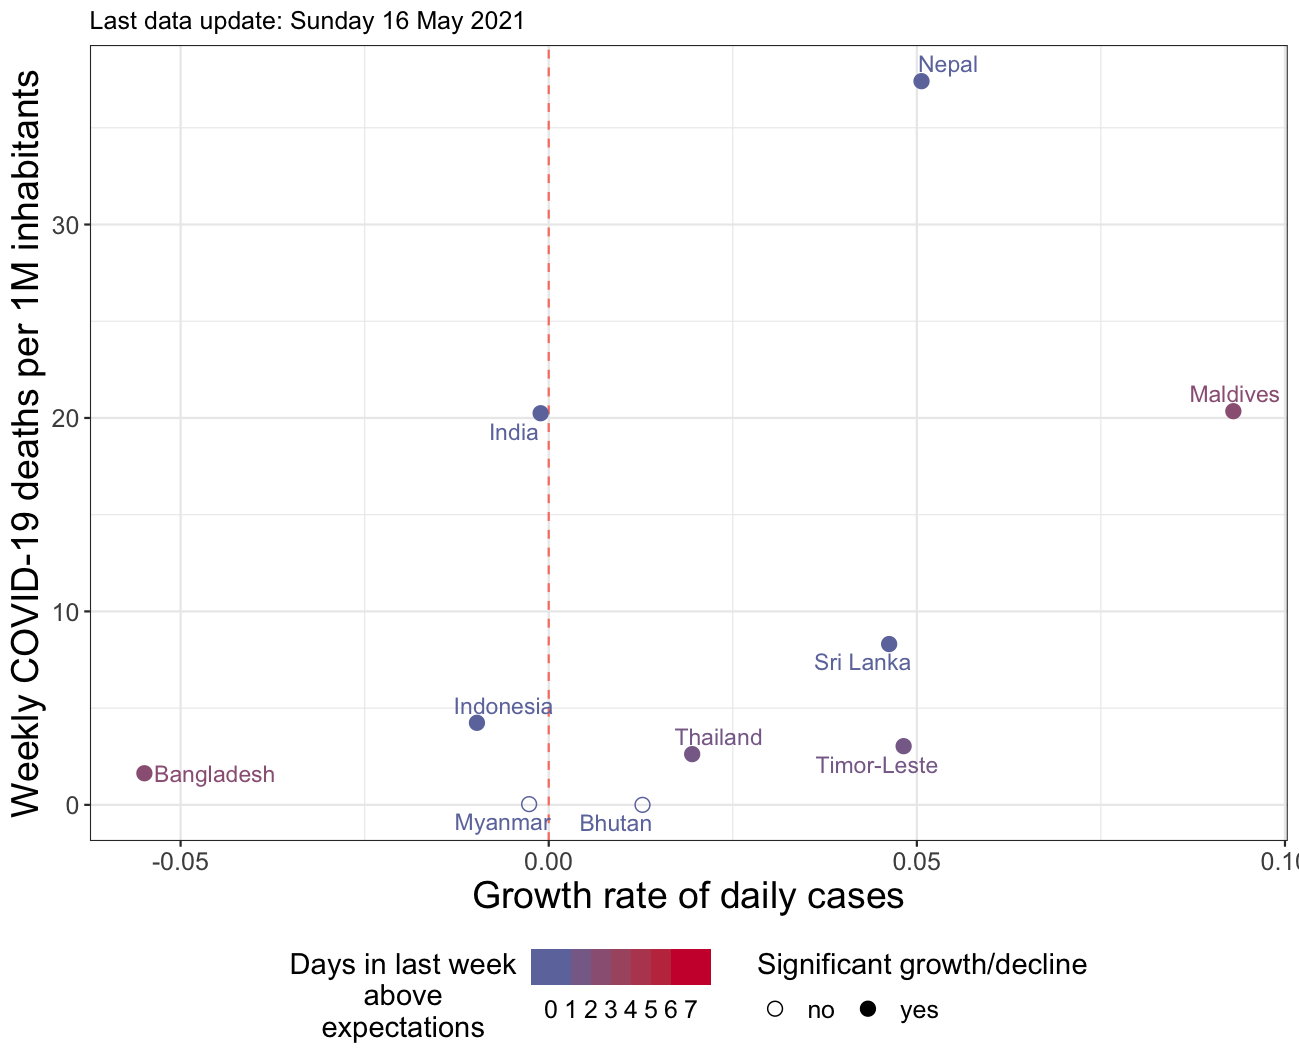 Last data update: Sunday 16 May 2021
Weekly COVID-19 deaths per 1M inhabitants
30
20
10
0
Nepal
Maldives
India
Sri Lanka
Indonesia
Thailand
Timor-Leste
Bangladesh
Myanmar
Bhutan
-0.05
0.00
0.05
0.10
Growth rate of daily cases
Days in last week
above
expectations
0 1 2 3 4 5 6 7
Significant growth/decline
no
yes